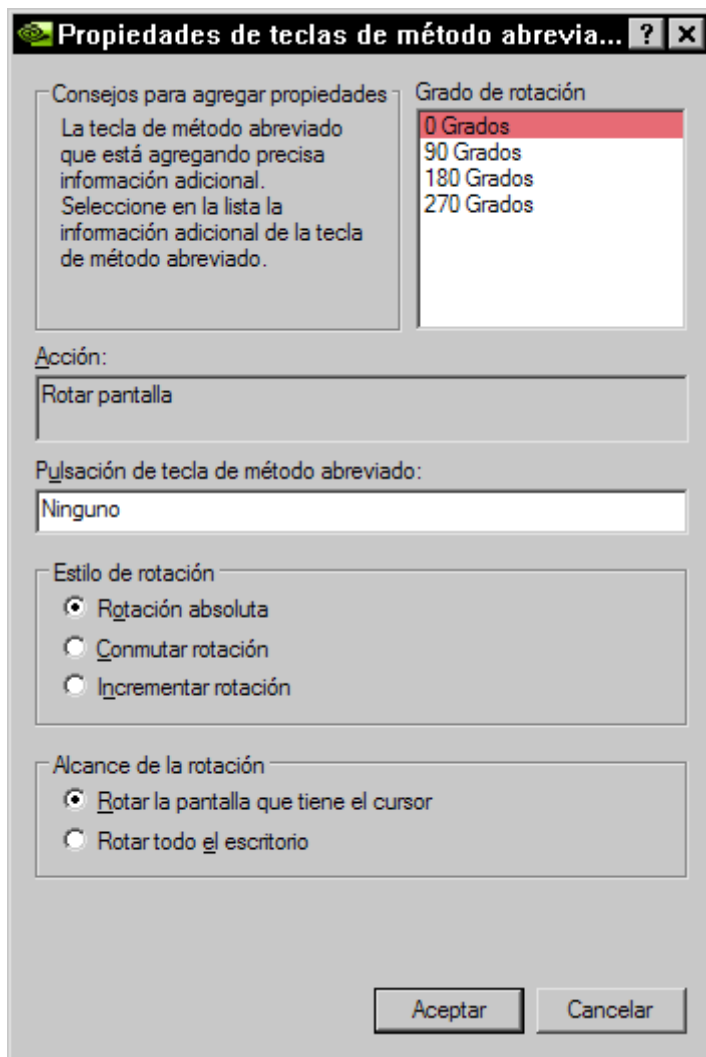 Propiedades de teclas de método abrevia...
Consejos para agregar propiedades
La tecla de método abreviado
que está agregando precisa
información adicional.
Seleccione en la lista la
información adicional de la tecla
de método abreviado.
Grado de rotación
0 Grados
90 Grados
180 Grados
270 Grados
Acción:
Rotar pantalla
Pulsación de tecla de método abreviado:
Ninguno
Estilo de rotación
Rotación absoluta
Conmutar rotación
Incrementar rotación
Alcance de la rotación
Rotar la pantalla que tiene el cursor
Rotar todo el escritorio
Aceptar
Cancelar